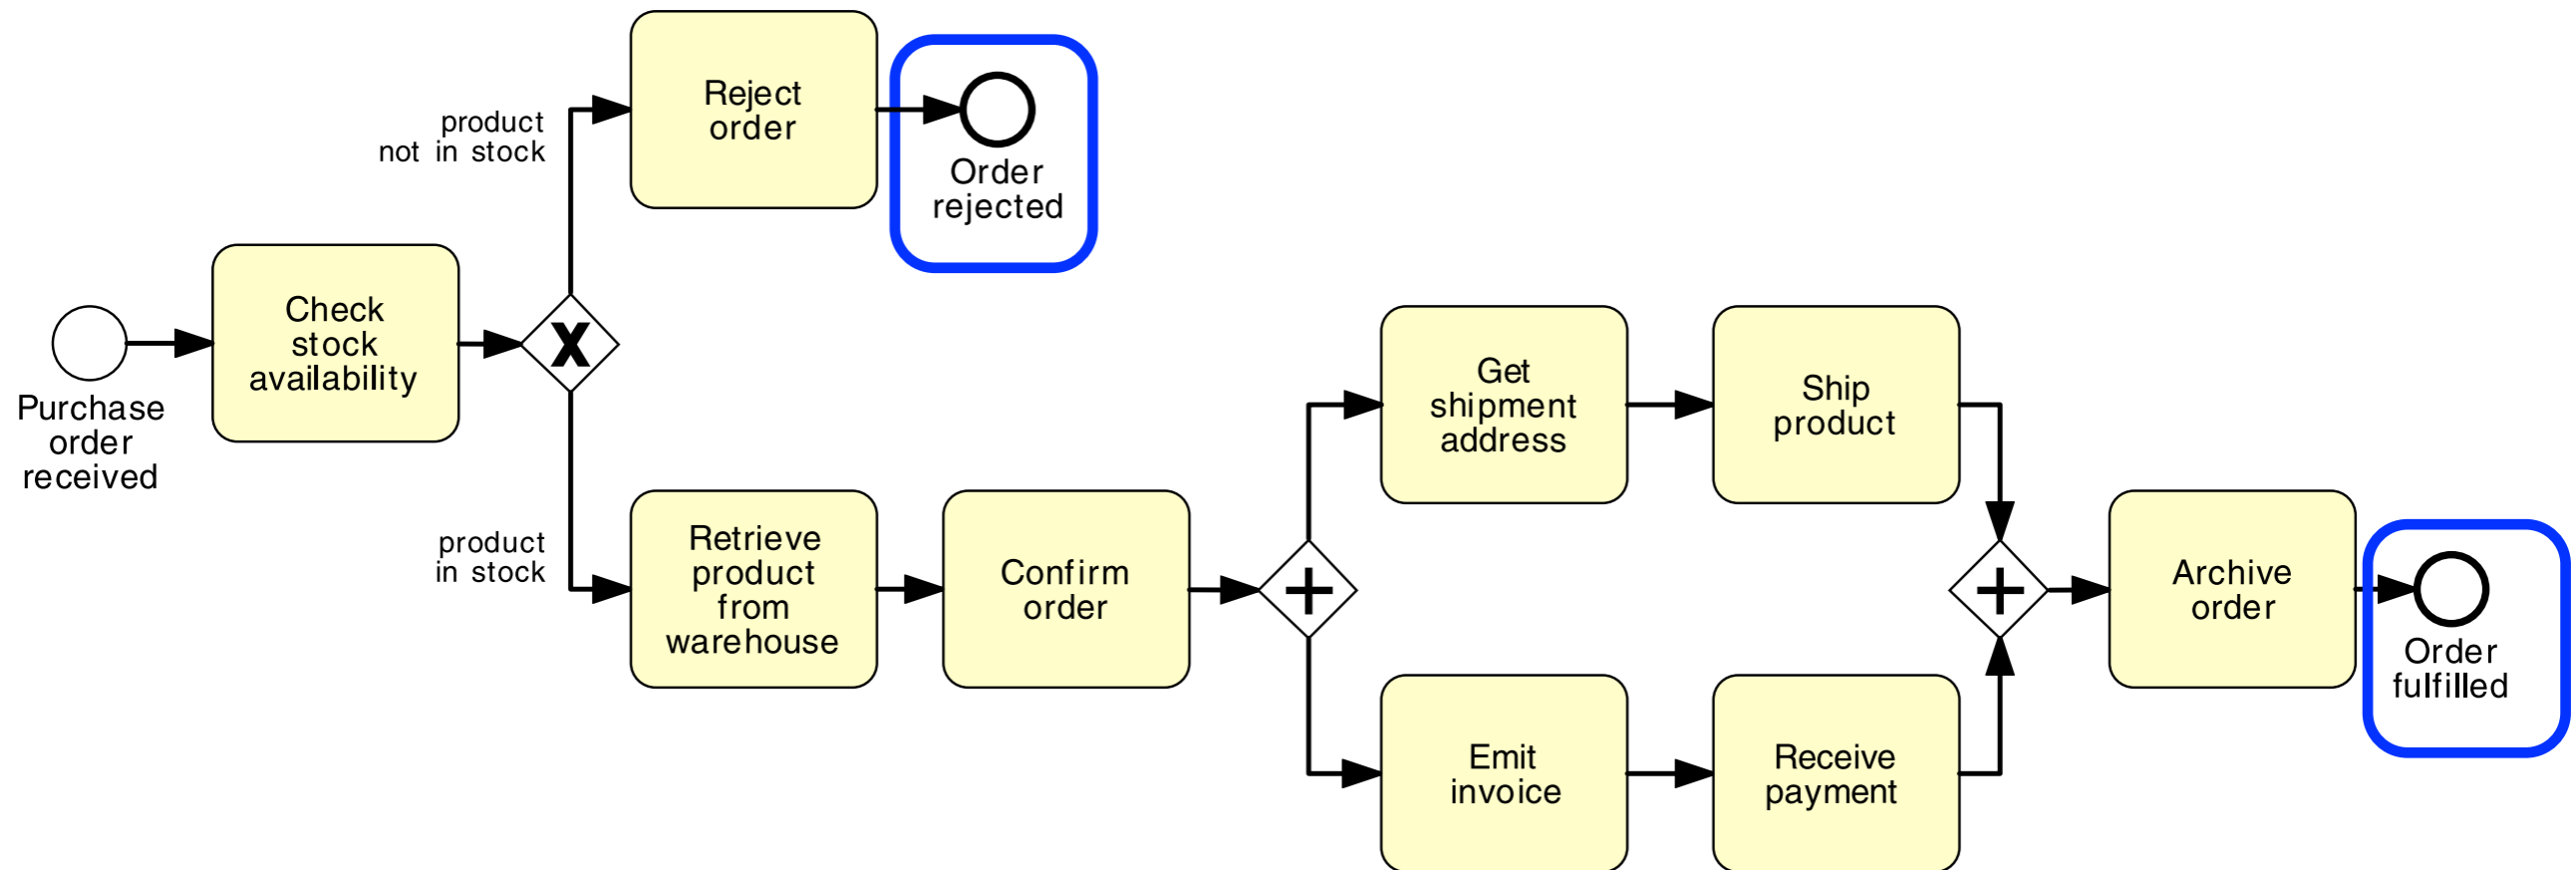 Purchase
order
received
Check
stock
availability
X
product
not in stock
Reject
order
Order
rejected
product
in stock
Retrieve
product
from
warehouse
Confirm
order
+
Get
shipment
address
Ship
product
Emit
invoice
Receive
payment
+
Archive
order
Order
fulfilled